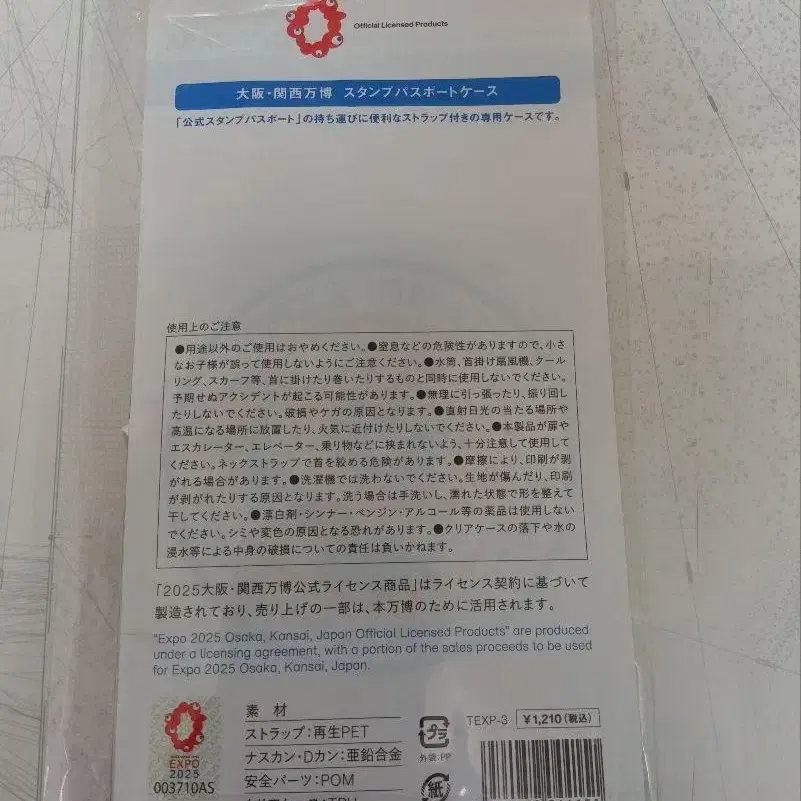 Official Licensed Products
大阪・関西万博 スタンプパスポートケース
「公式スタンプパスポート」の持ち運びに便利なストラップ付きの専用ケースです。
使用上のご注意
●用途以外のご使用はおやめください。●窒息などの危険性がありますので、小さ
なお子様が誤って使用しないようにご注意ください。●水筒、首掛け扇風機、クール
リング、スカーフ等、首に掛けたり巻いたりするものと同時に使用しないでください。
予期せぬアクシデントが起こる可能性があります。●無理に引っ張ったり、振り回し
たりしないでください。破損やケガの原因となります。●直射日光の当たる場所や
高温になる場所に放置したり、火気に近付けたりしないでください。●本製品が扉や
エスカレーター、エレベーター、乗り物などに挟まれないよう、十分注意して使用して
ください。ネックストラップで首を絞める危険があります。●摩擦により、印刷が剥
がれる場合があります。●洗濯機では洗わないでください。生地が傷んだり、印刷
が剥がれたりする原因となります。洗う場合は手洗いし、濡れた状態で形を整えて
干してください。●漂白剤・シンナー・ベンジン・アルコール等の薬品は使用しない
でください。シミや変色の原因となる恐れがあります。●クリアケースの落下や水の
浸水等による中身の破損についての責任は負いかねます。
「2025大阪・関西万博公式ライセンス商品」はライセンス契約に基づいて
製造されており、売り上げの一部は、本万博のために活用されます。
"Expo 2025 Osaka, Kansai, Japan Official Licensed Products" are produced
under a licensing agreement, with a portion of the sales proceeds to be used
for Expo 2025 Osaka, Kansai, Japan.
EXPO
2025
003710AS
素 材
ストラップ:再生PET
ナスカン・Dカン:亜鉛合金
安全パーツ:POM
プラ
外袋:PP
紙
TEXP-3 ¥1,210(税込)